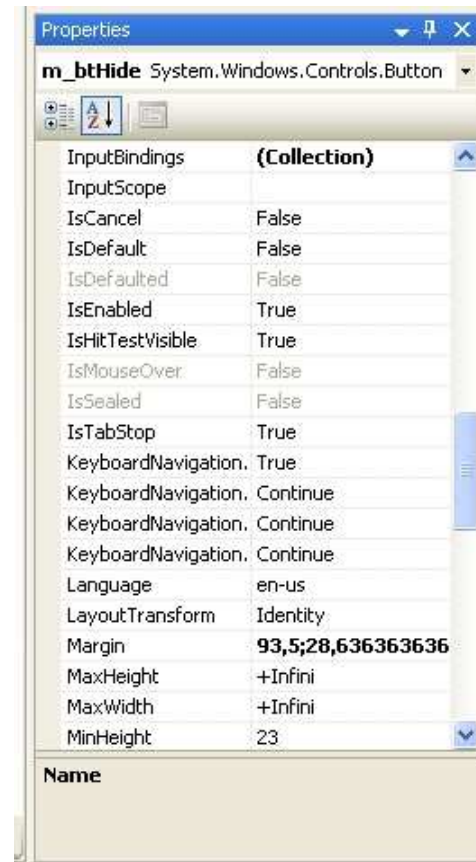 Properties
m_btHide System.Windows.Controls.Button
A Z
InputBindings (Collection)
InputScope
IsCancel False
IsDefault False
IsDefaulted False
IsEnabled True
IsHitTestVisible True
IsMouseOver False
IsSealed False
IsTabStop True
KeyboardNavigation. True
KeyboardNavigation. Continue
KeyboardNavigation. Continue
KeyboardNavigation. Continue
Language en-us
LayoutTransform Identity
Margin 93,5;28,636363636
MaxHeight +Infini
MaxWidth +Infini
MinHeight 23
Name